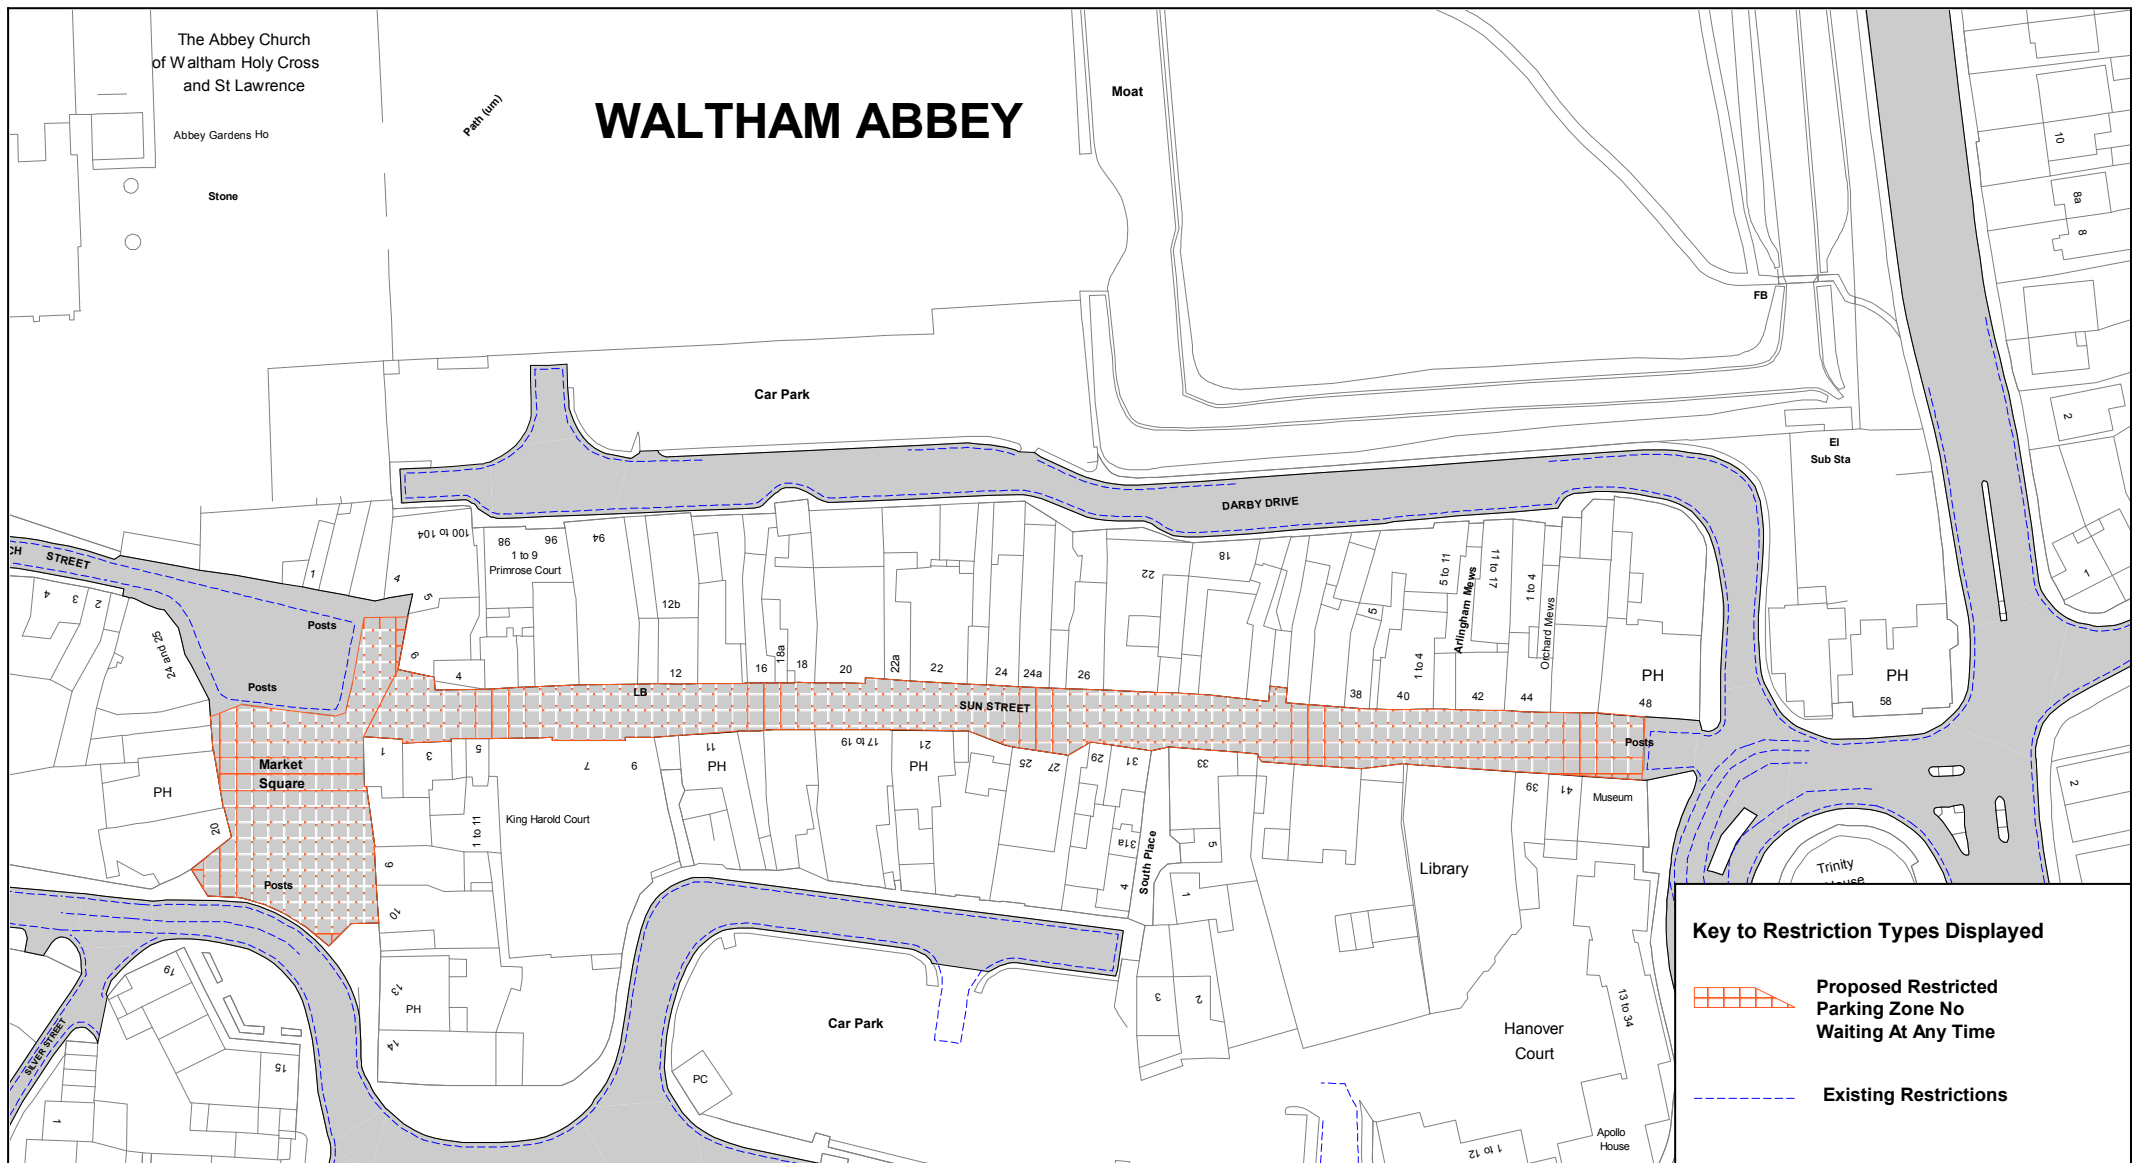 The Abbey Church
of Waltham Holy Cross
and St Lawrence
Abbey Gardens Ho
Stone
Path (um)
WALTHAM ABBEY
Moat
FB
10
8a
8
2
1
2
Car Park
El
Sub Sta
DARBY DRIVE
CH
STREET
4
3
2
24 and 25
1
4
5
6
Posts
Posts
100 to 104
98
96
94
1 to 9
Primrose Court
4
12b
12
LB
16
18a
18
20
22a
22
24
24a
26
22
18
5
38
40
1 to 4
5 to 11
Arlingham Mews
11 to 17
42
1 to 4
Orchard Mews
44
PH
48
PH
58
SUN STREET
Posts
Market
Square
PH
20
Posts
1
3
5
7
9
11
PH
17 to 19
21
PH
25
27
29
31
33
31a
4
South Place
5
1
3
2
39
41
Museum
Library
Trinity
1 to 11
King Harold Court
9
10
13
PH
14
19
15
1
SILVER STREET
PC
Car Park
Hanover
Court
13 to 34
Apollo
House
1 to 12
Key to Restriction Types Displayed
Proposed Restricted
Parking Zone No
Waiting At Any Time
Existing Restrictions